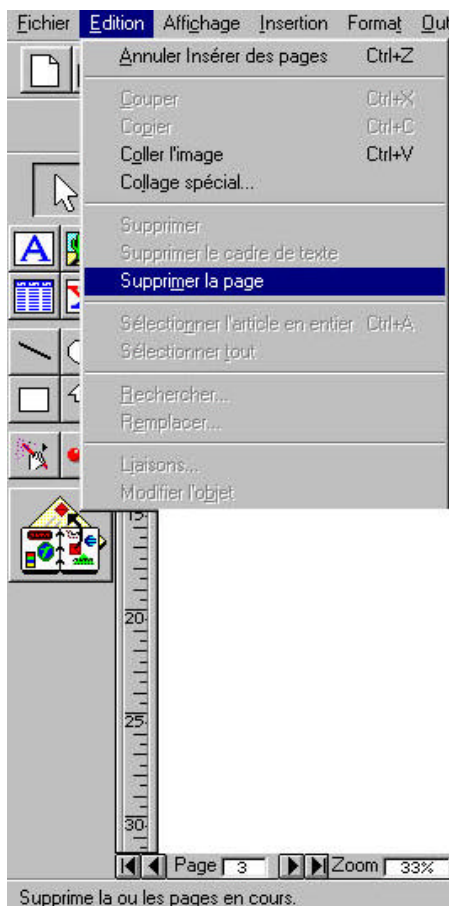 Fichier Edition Affichage Insertion Format Out
Annuler Insérer des pages Ctrl+Z
Couper Ctrl+X
Copier Ctrl+C
Coller l'image Ctrl+V
Collage spécial...
Supprimer
Supprimer le cadre de texte
Supprimer la page
Sélectionner l'article en entier Ctrl+A
Sélectionner tout
Rechercher...
Remplacer...
Liaisons...
Modifier l'objet
A
15
20
25
30
Page 3 Zoom 33%
Supprime la ou les pages en cours.